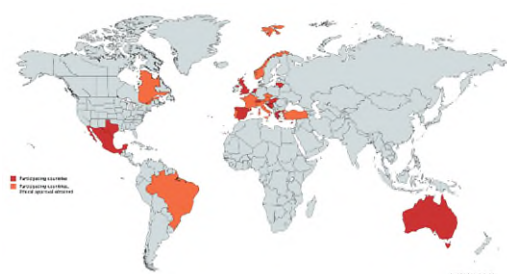 Participating countries
Participating countries,
Ethical approval obtained